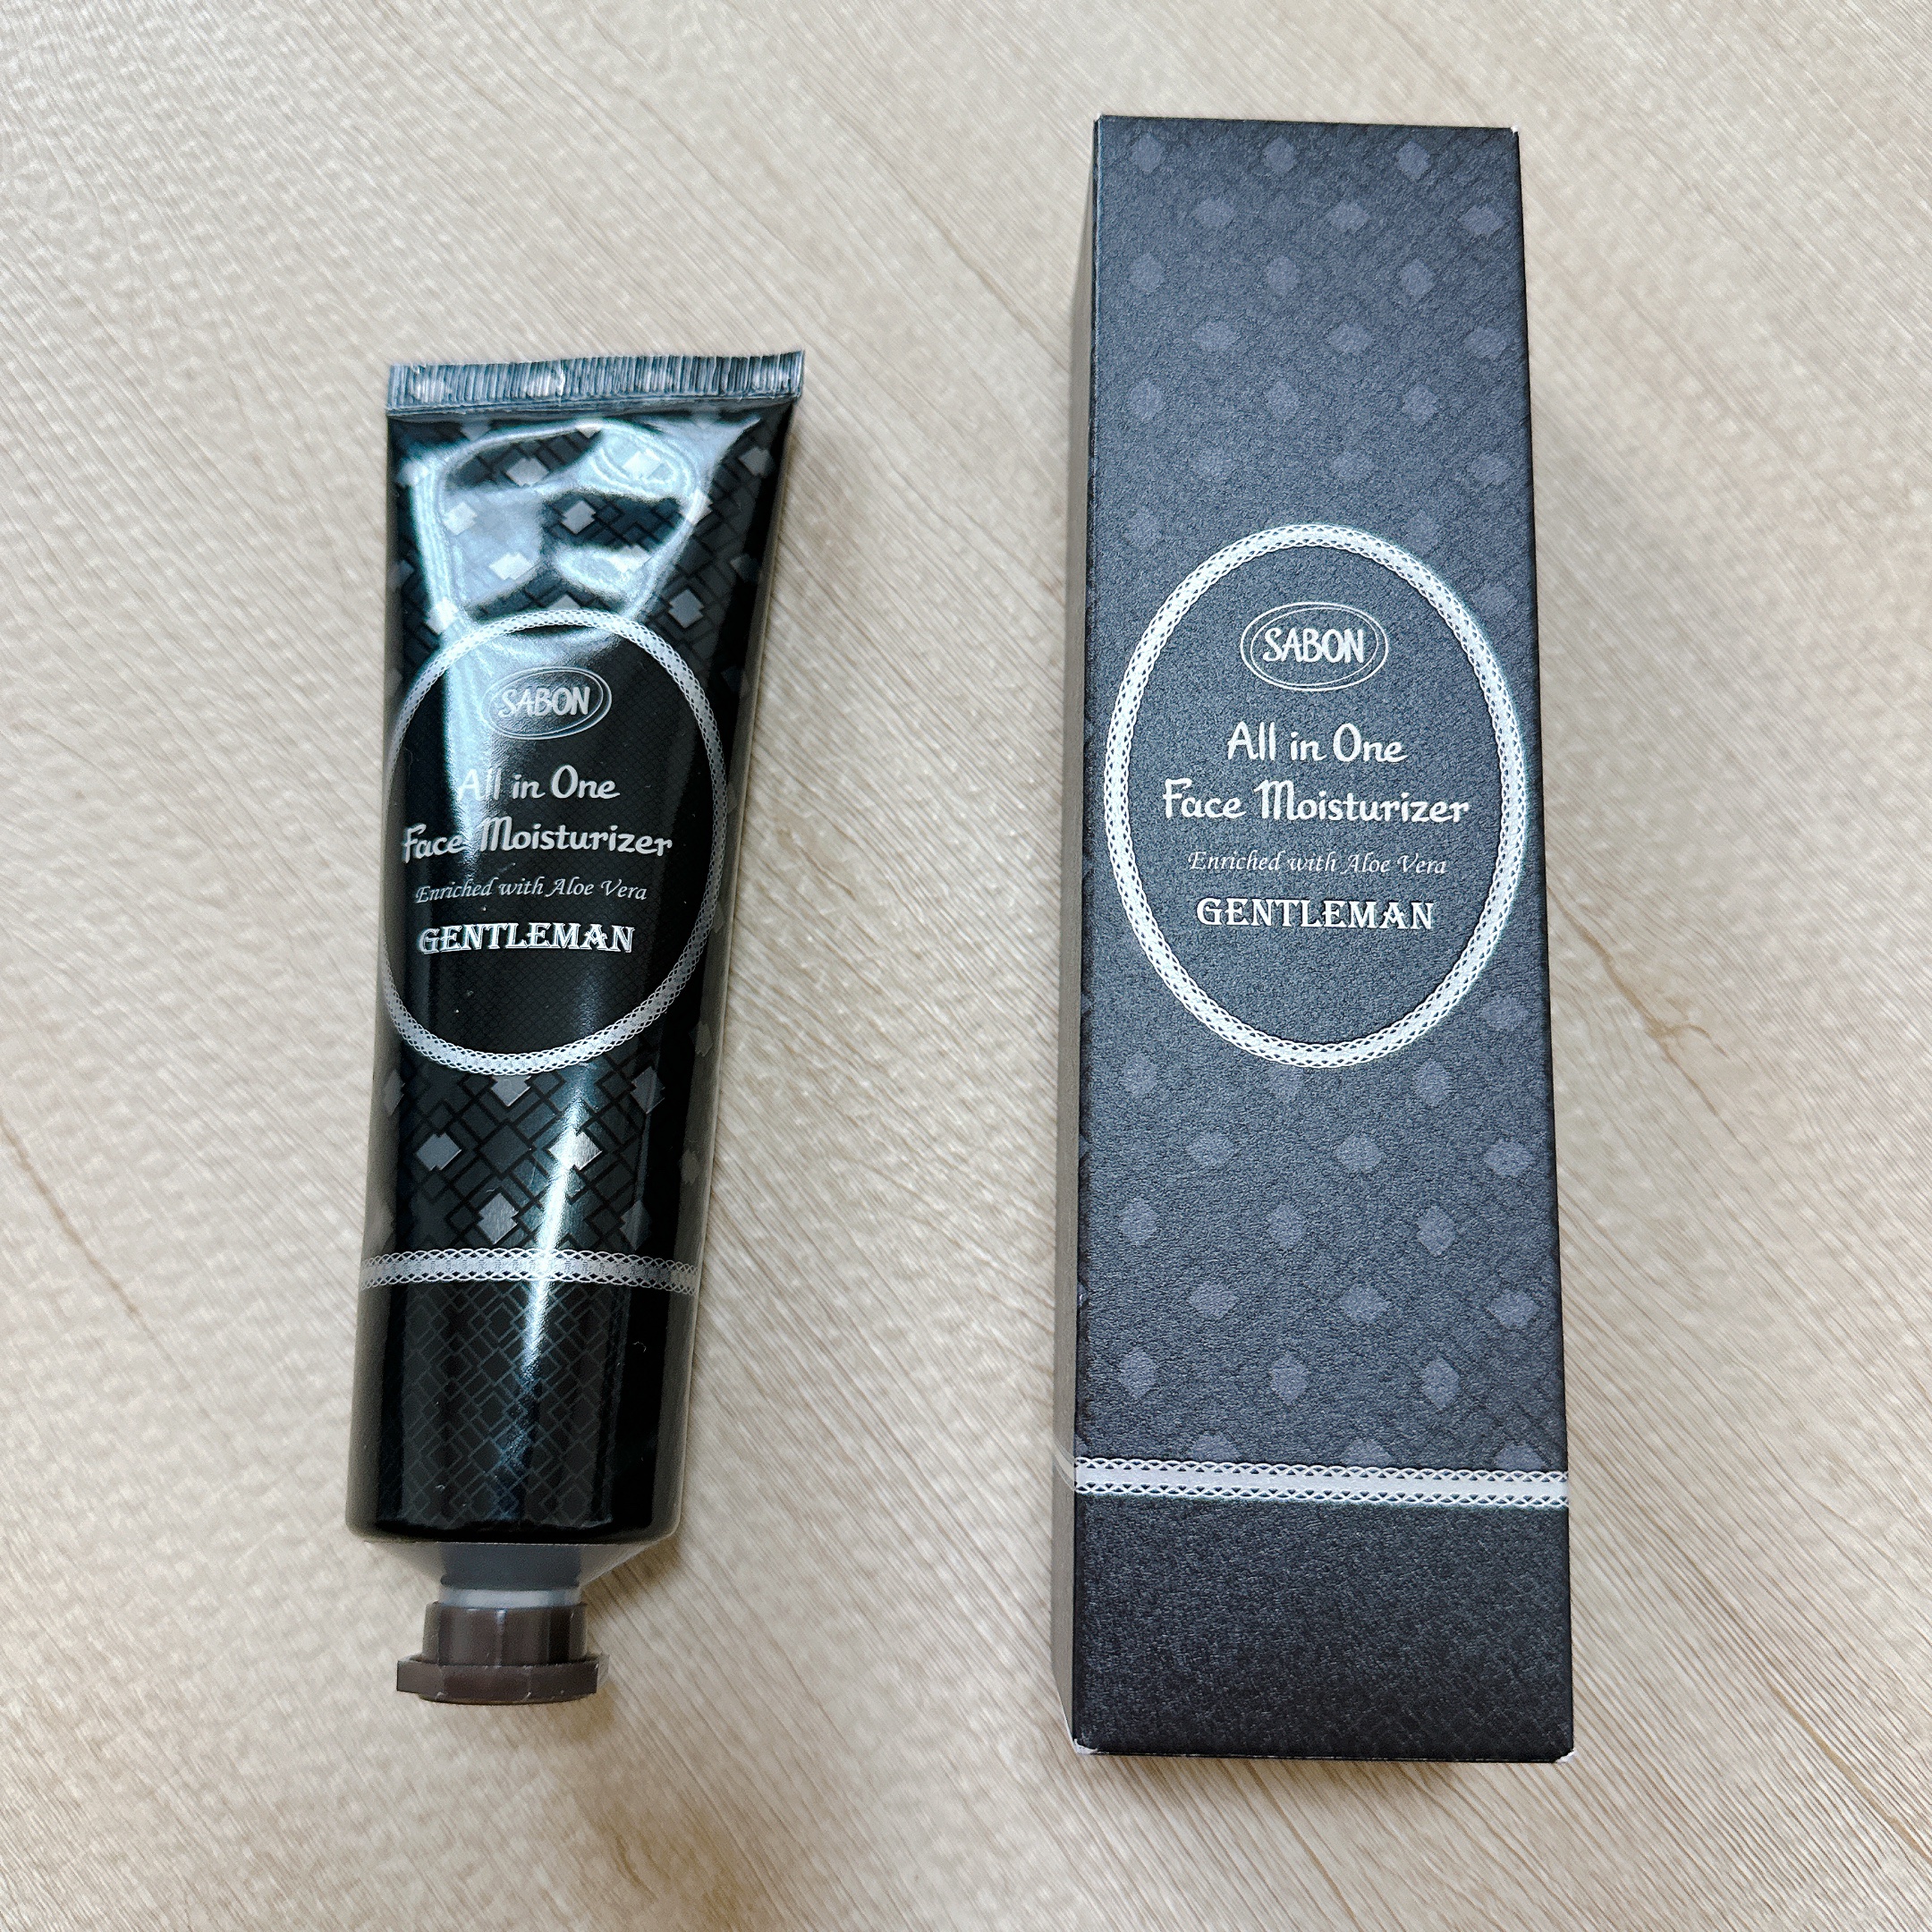 SABON
All in One
Face Moisturizer
Enriched with Aloe Vera
GENTLEMAN
SABON
All in One
Face Moisturizer
Enriched with Aloe Vera
GENTLEMAN